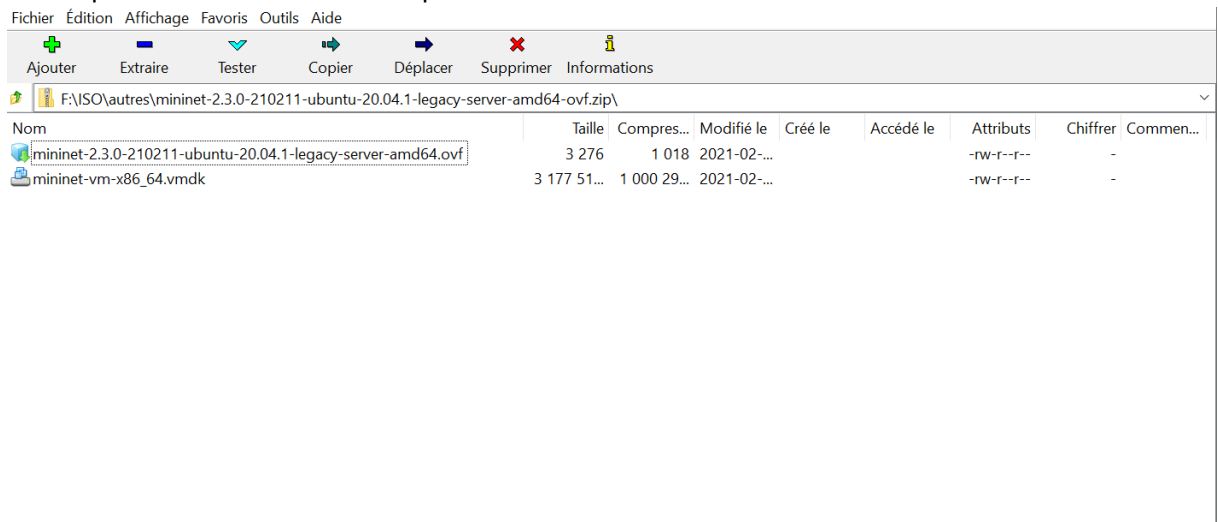 Fichier Édition Affichage Favoris Outils Aide
Ajouter Extraire Tester Copier Déplacer Supprimer Informations
F:\ISO\autres\mininet-2.3.0-210211-ubuntu-20.04.1-legacy-server-amd64-ovf.zip\
Nom Taille Compres... Modifié le Créé le Accédé le Attributs Chiffrer Commen...
mininet-2.3.0-210211-ubuntu-20.04.1-legacy-server-amd64.ovf 3 276 1 018 2021-02-... -rw-r--r-- -
mininet-vm-x86_64.vmdk 3 177 51... 1 000 29... 2021-02-... -rw-r--r-- -